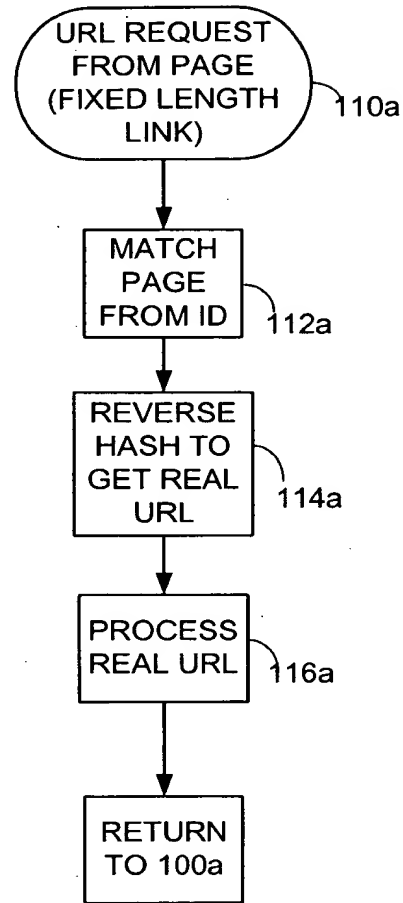 URL REQUEST
FROM PAGE
(FIXED LENGTH
LINK)
110a
MATCH
PAGE
FROM ID
112a
REVERSE
HASH TO
GET REAL
URL
114a
PROCESS
REAL URL
116a
RETURN
TO 100a